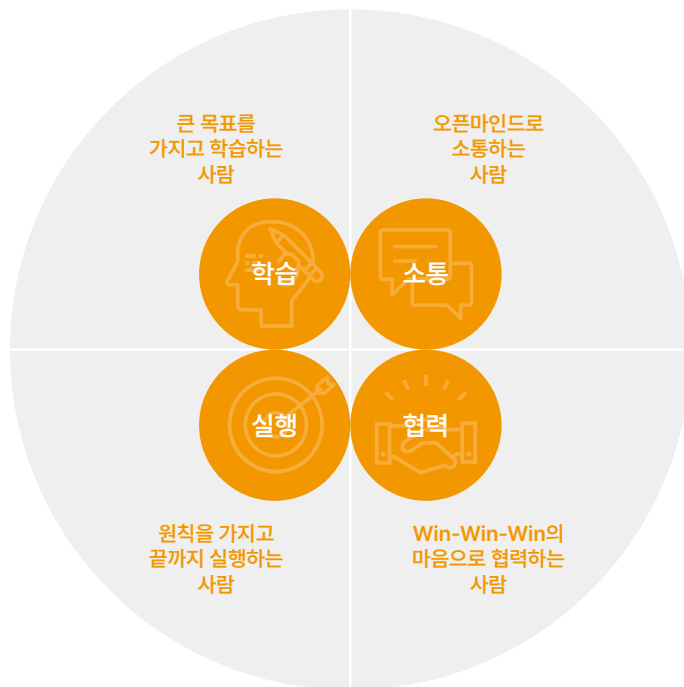 큰 목표를
가지고 학습하는
사람
오픈마인드로
소통하는
사람
학습
소통
실행
협력
원칙을 가지고
끝까지 실행하는
사람
Win-Win-Win의
마음으로 협력하는
사람